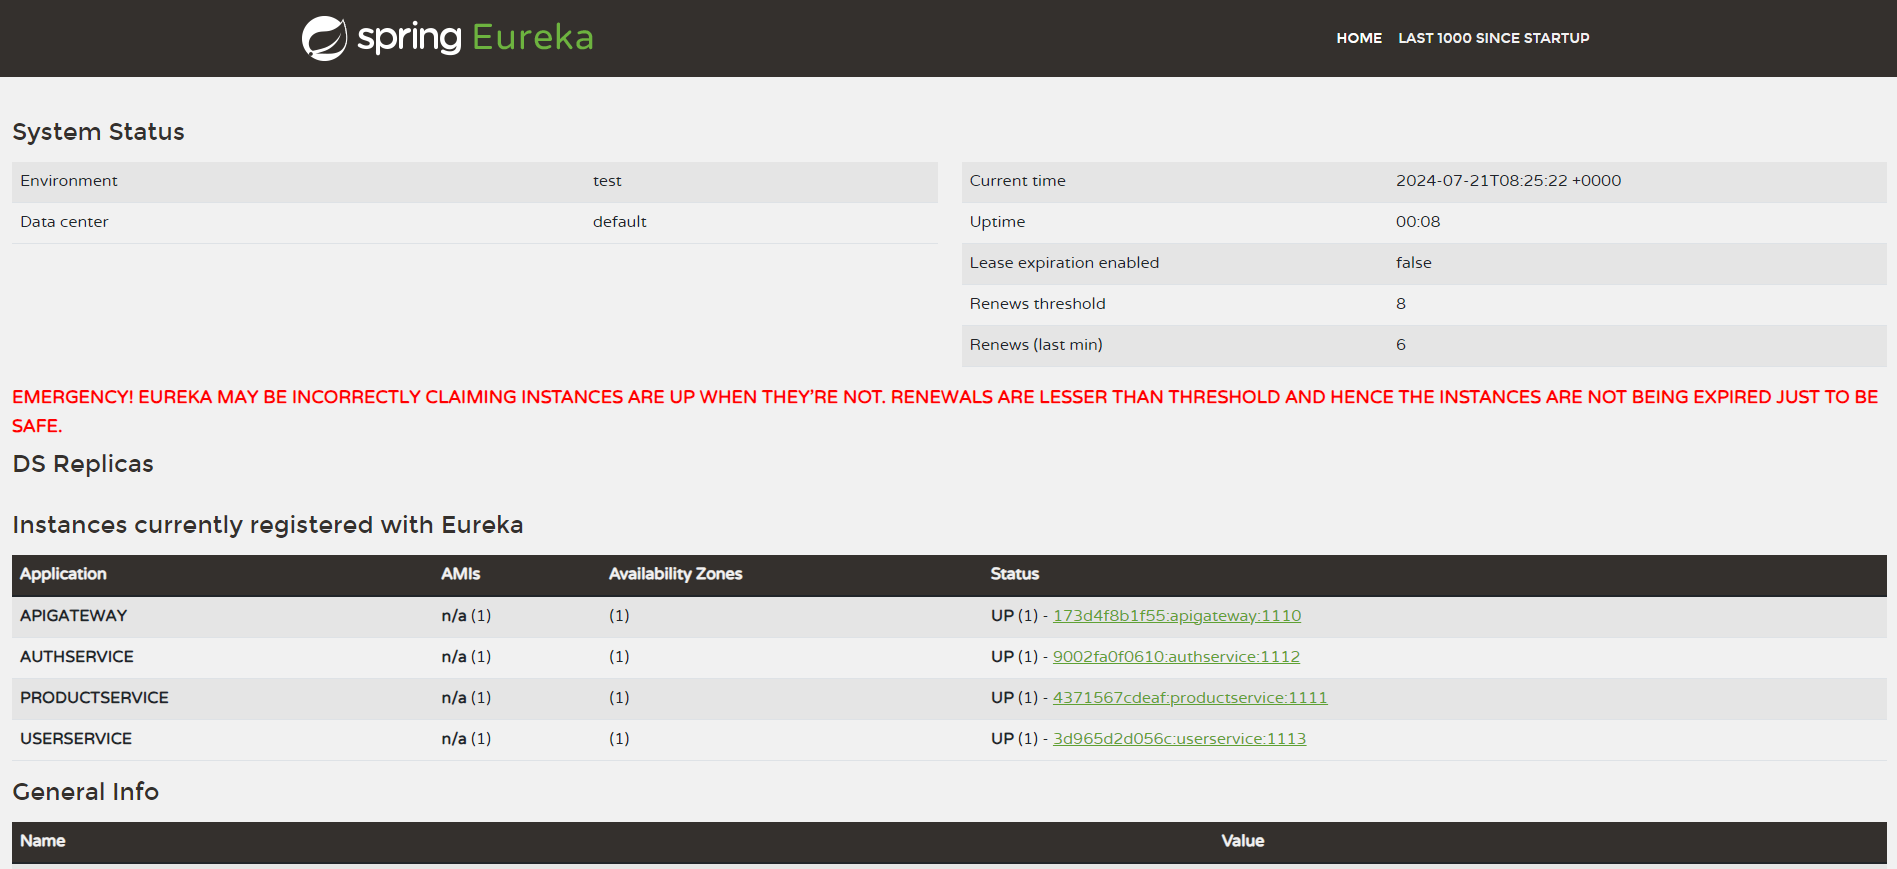 spring Eureka
HOME LAST 1000 SINCE STARTUP
System Status
Environment test
Data center default
Current time 2024-07-21T08:25:22 +0000
Uptime 00:08
Lease expiration enabled false
Renews threshold 8
Renews (last min) 6
EMERGENCY! EUREKA MAY BE INCORRECTLY CLAIMING INSTANCES ARE UP WHEN THEY'RE NOT. RENEWALS ARE LESSER THAN THRESHOLD AND HENCE THE INSTANCES ARE NOT BEING EXPIRED JUST TO BE
SAFE.
DS Replicas
Instances currently registered with Eureka
Application AMIs Availability Zones Status
APIGATEWAY n/a (1) (1) UP (1) - 173d4f8b1f55:apigateway:1110
AUTHSERVICE n/a (1) (1) UP (1) - 9002fa0f0610:authservice:1112
PRODUCTSERVICE n/a (1) (1) UP (1) - 4371567cdeaf:productservice:1111
USERSERVICE n/a (1) (1) UP (1) - 3d965d2d056c:userservice:1113
General Info
Name Value